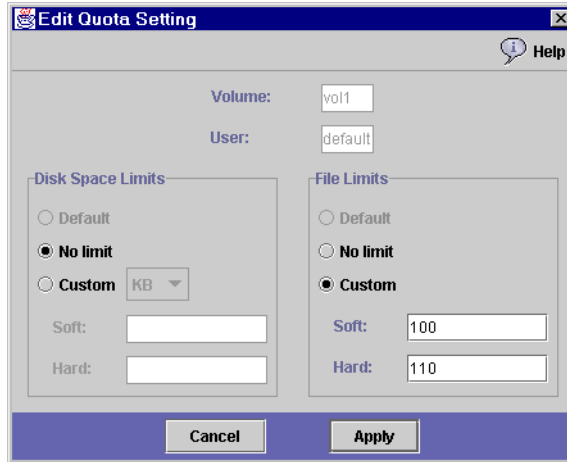 Edit Quota Setting
Help
Volume: vol1
User: default
Disk Space Limits
Default
No limit
Custom KB
Soft:
Hard:
File Limits
Default
No limit
Custom
Soft: 100
Hard: 110
Cancel Apply